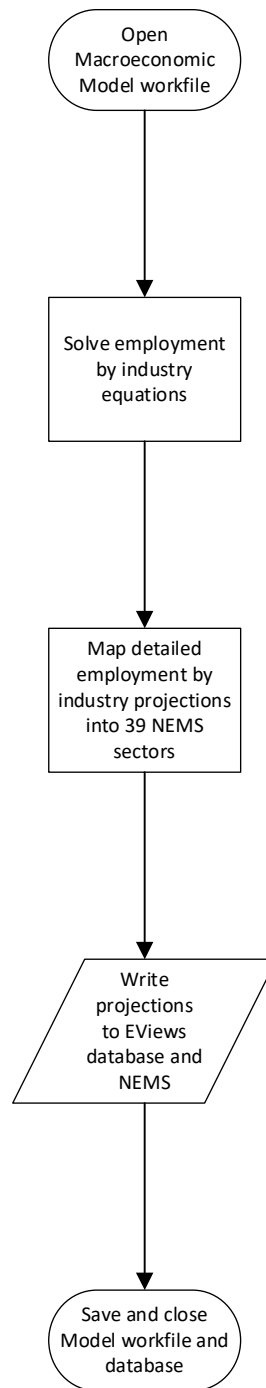 Open
Macroeconomic
Model workfile
Solve employment
by industry
equations
Map detailed
employment by
industry projections
into 39 NEMS
sectors
Write
projections
to EViews
database and
NEMS
Save and close
Model workfile and
database